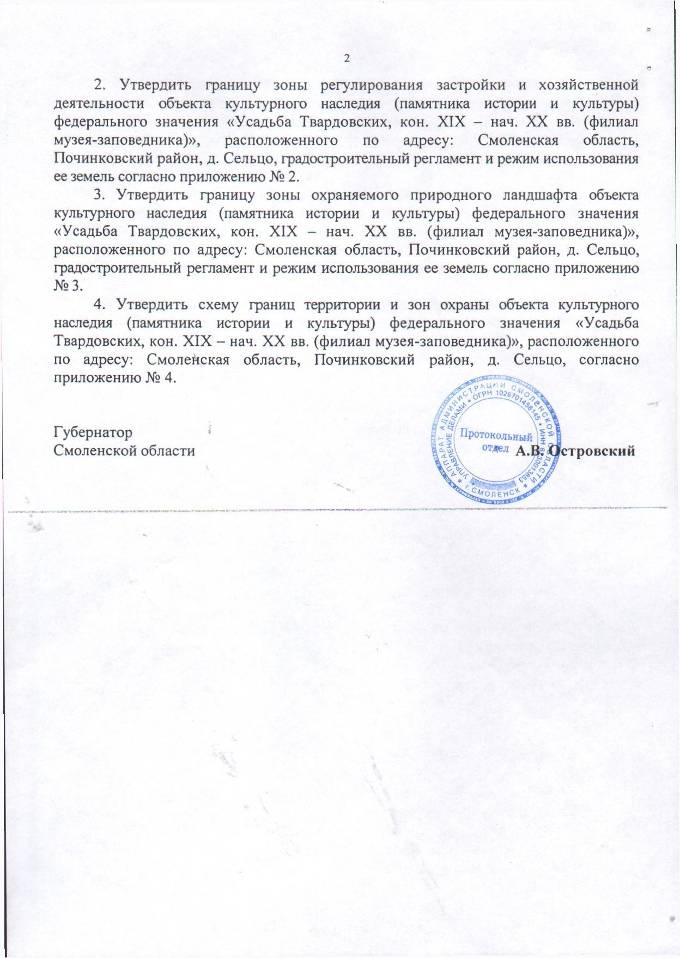 2
2. Утвердить границу зоны регулирования застройки и хозяйственной
деятельности объекта культурного наследия (памятника истории и культуры)
федерального значения «Усадьба Твардовских, кон. XIX – нач. XX вв. (филиал
музея-заповедника)», расположенного по адресу: Смоленская область,
Починковский район, д. Сельцо, градостроительный регламент и режим использования
ее земель согласно приложению № 2.
3. Утвердить границу зоны охраняемого природного ландшафта объекта
культурного наследия (памятника истории и культуры) федерального значения
«Усадьба Твардовских, кон. XIX – нач. XX вв. (филиал музея-заповедника)»,
расположенного по адресу: Смоленская область, Починковский район, д. Сельцо,
градостроительный регламент и режим использования ее земель согласно приложению
№ 3.
4. Утвердить схему границ территории и зон охраны объекта культурного
наследия (памятника истории и культуры) федерального значения «Усадьба
Твардовских, кон. XIX – нач. XX вв. (филиал музея-заповедника)», расположенного
по адресу: Смоленская область, Починковский район, д. Сельцо, согласно
приложению № 4.
Губернатор
Смоленской области
А.В. Островский
АППАРАТ АДМИНИСТРАЦИИ СМОЛЕНСКОЙ ОБЛАСТИ
УПРАВЛЕНИЕ ДЕЛАМИ • ОГРН
ИНН
Протокольный
отдел
Г.СМОЛЕНСК